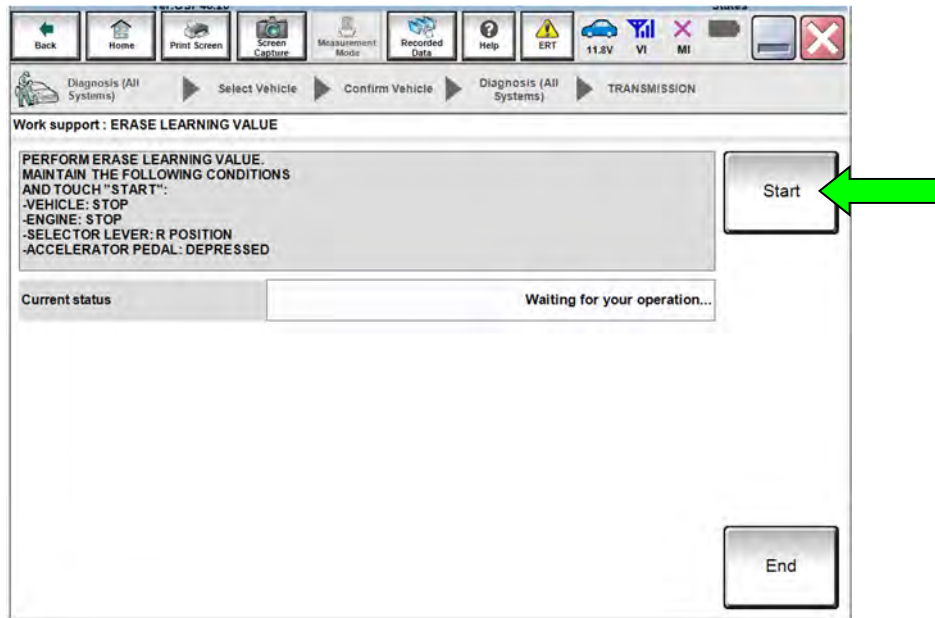 Back
Home
Print Screen
Screen
Capture
Measurement
Mode
Recorded
Data
Help
ERT
11.8V
VI
MI
Diagnosis (All
Systems)
Select Vehicle
Confirm Vehicle
Diagnosis (All
Systems)
TRANSMISSION
Work support : ERASE LEARNING VALUE
PERFORM ERASE LEARNING VALUE.
MAINTAIN THE FOLLOWING CONDITIONS
AND TOUCH "START":
-VEHICLE: STOP
-ENGINE: STOP
-SELECTOR LEVER: R POSITION
-ACCELERATOR PEDAL: DEPRESSED
Start
Current status
Waiting for your operation...
End